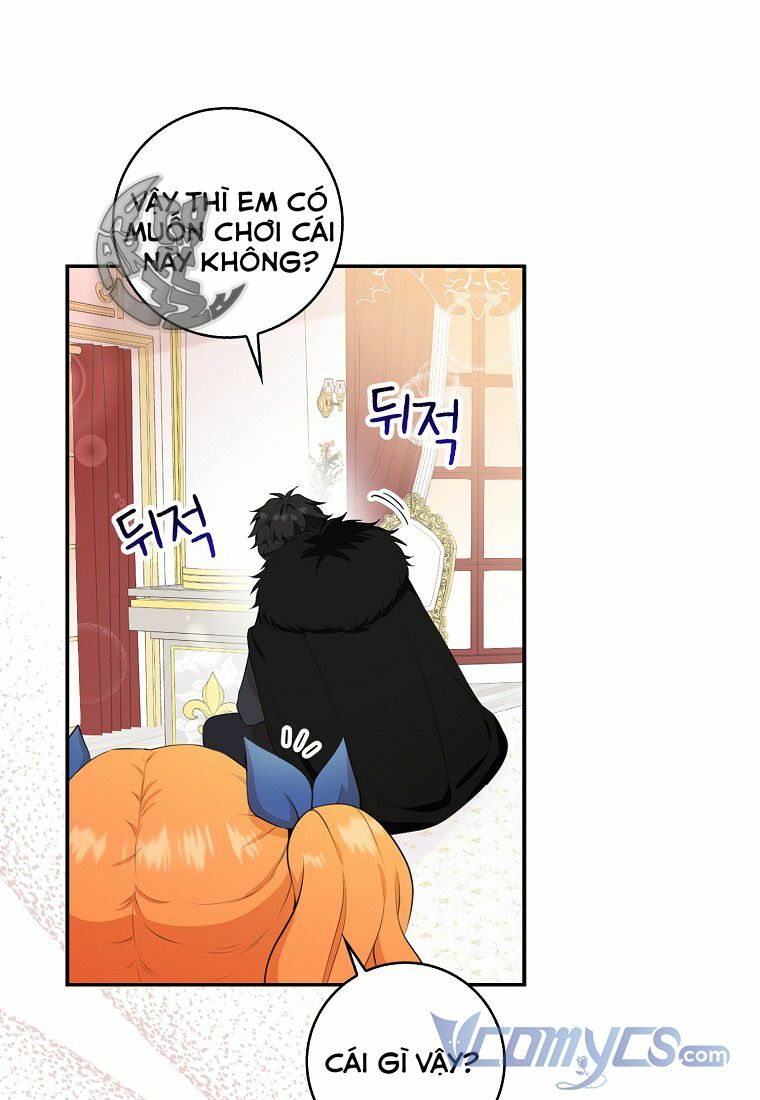 VẬY THÌ EM CÓ
MUỐN CHƠI CÁI
NÀY KHÔNG?
뒤적
뒤적
CÁI GÌ VẬY?
VCOMYCS.com